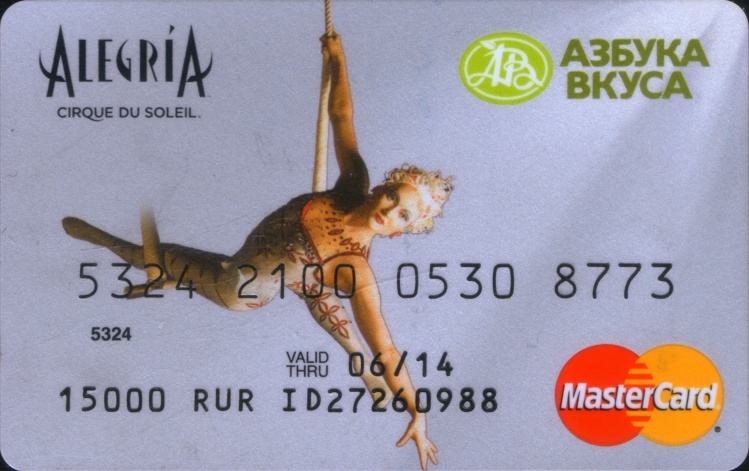 ALEGRÍA
CIRQUE DU SOLEIL.
АЗБУКА
ВКУСА
АВ
5324 2100 0530 8773
5324
VALID
THRU 06/14
15000 RUR ID27260988
MasterCard